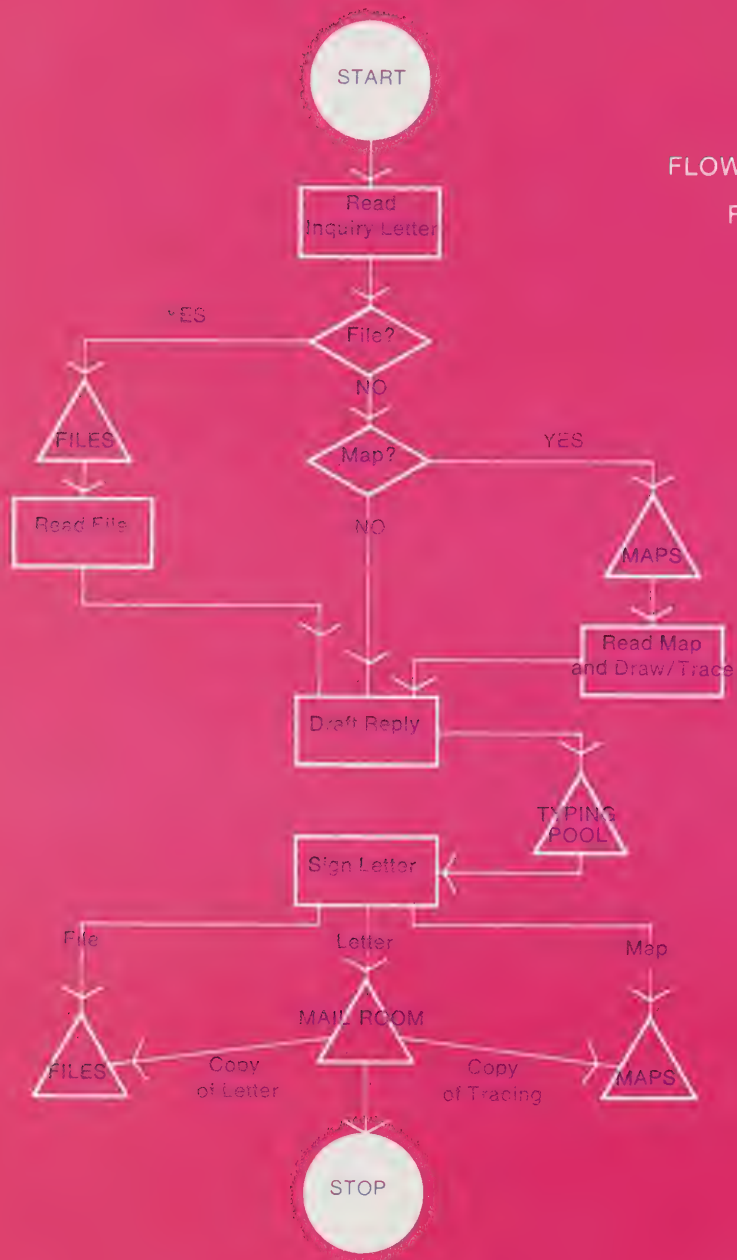 START
FLOW
Read
Inquiry Letter
YES
File?
NO
FILES
Map?
YES
Read File
NO
MAPS
Read Map
and Draw/Trace
Draft Reply
TYPING
POOL
Sign Letter
File
Letter
Map
MAIL ROOM
FILES
Copy
of Letter
Copy
of Tracing
MAPS
STOP